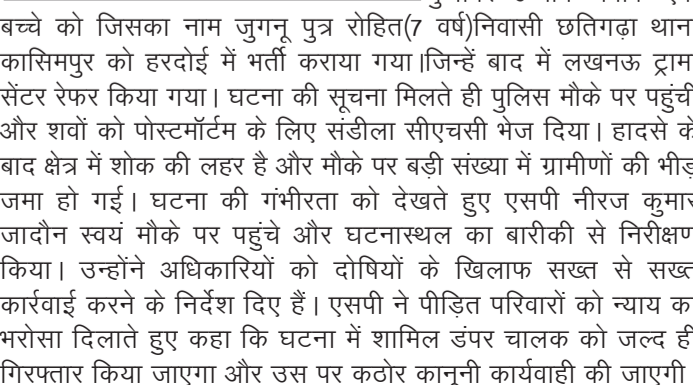 बच्चे को जिसका नाम जुगनू पुत्र रोहित(7 वर्ष)निवासी छतिगढ़ा थान
कासिमपुर को हरदोई में भर्ती कराया गया।जिन्हें बाद में लखनऊ ट्राम
सेंटर रेफर किया गया। घटना की सूचना मिलते ही पुलिस मौके पर पहुंची
और शवों को पोस्टमॉर्टम के लिए संडीला सीएचसी भेज दिया। हादसे के
बाद क्षेत्र में शोक की लहर है और मौके पर बड़ी संख्या में ग्रामीणों की भीड़
जमा हो गई। घटना की गंभीरता को देखते हुए एसपी नीरज कुमार
जादौन स्वयं मौके पर पहुंचे और घटनास्थल का बारीकी से निरीक्षण
किया। उन्होंने अधिकारियों को दोषियों के खिलाफ सख्त से सख्त
कार्रवाई करने के निर्देश दिए हैं। एसपी ने पीड़ित परिवारों को न्याय क
भरोसा दिलाते हुए कहा कि घटना में शामिल डंपर चालक को जल्द ही
गिरफ्तार किया जाएगा और उस पर कठोर कानूनी कार्यवाही की जाएगी